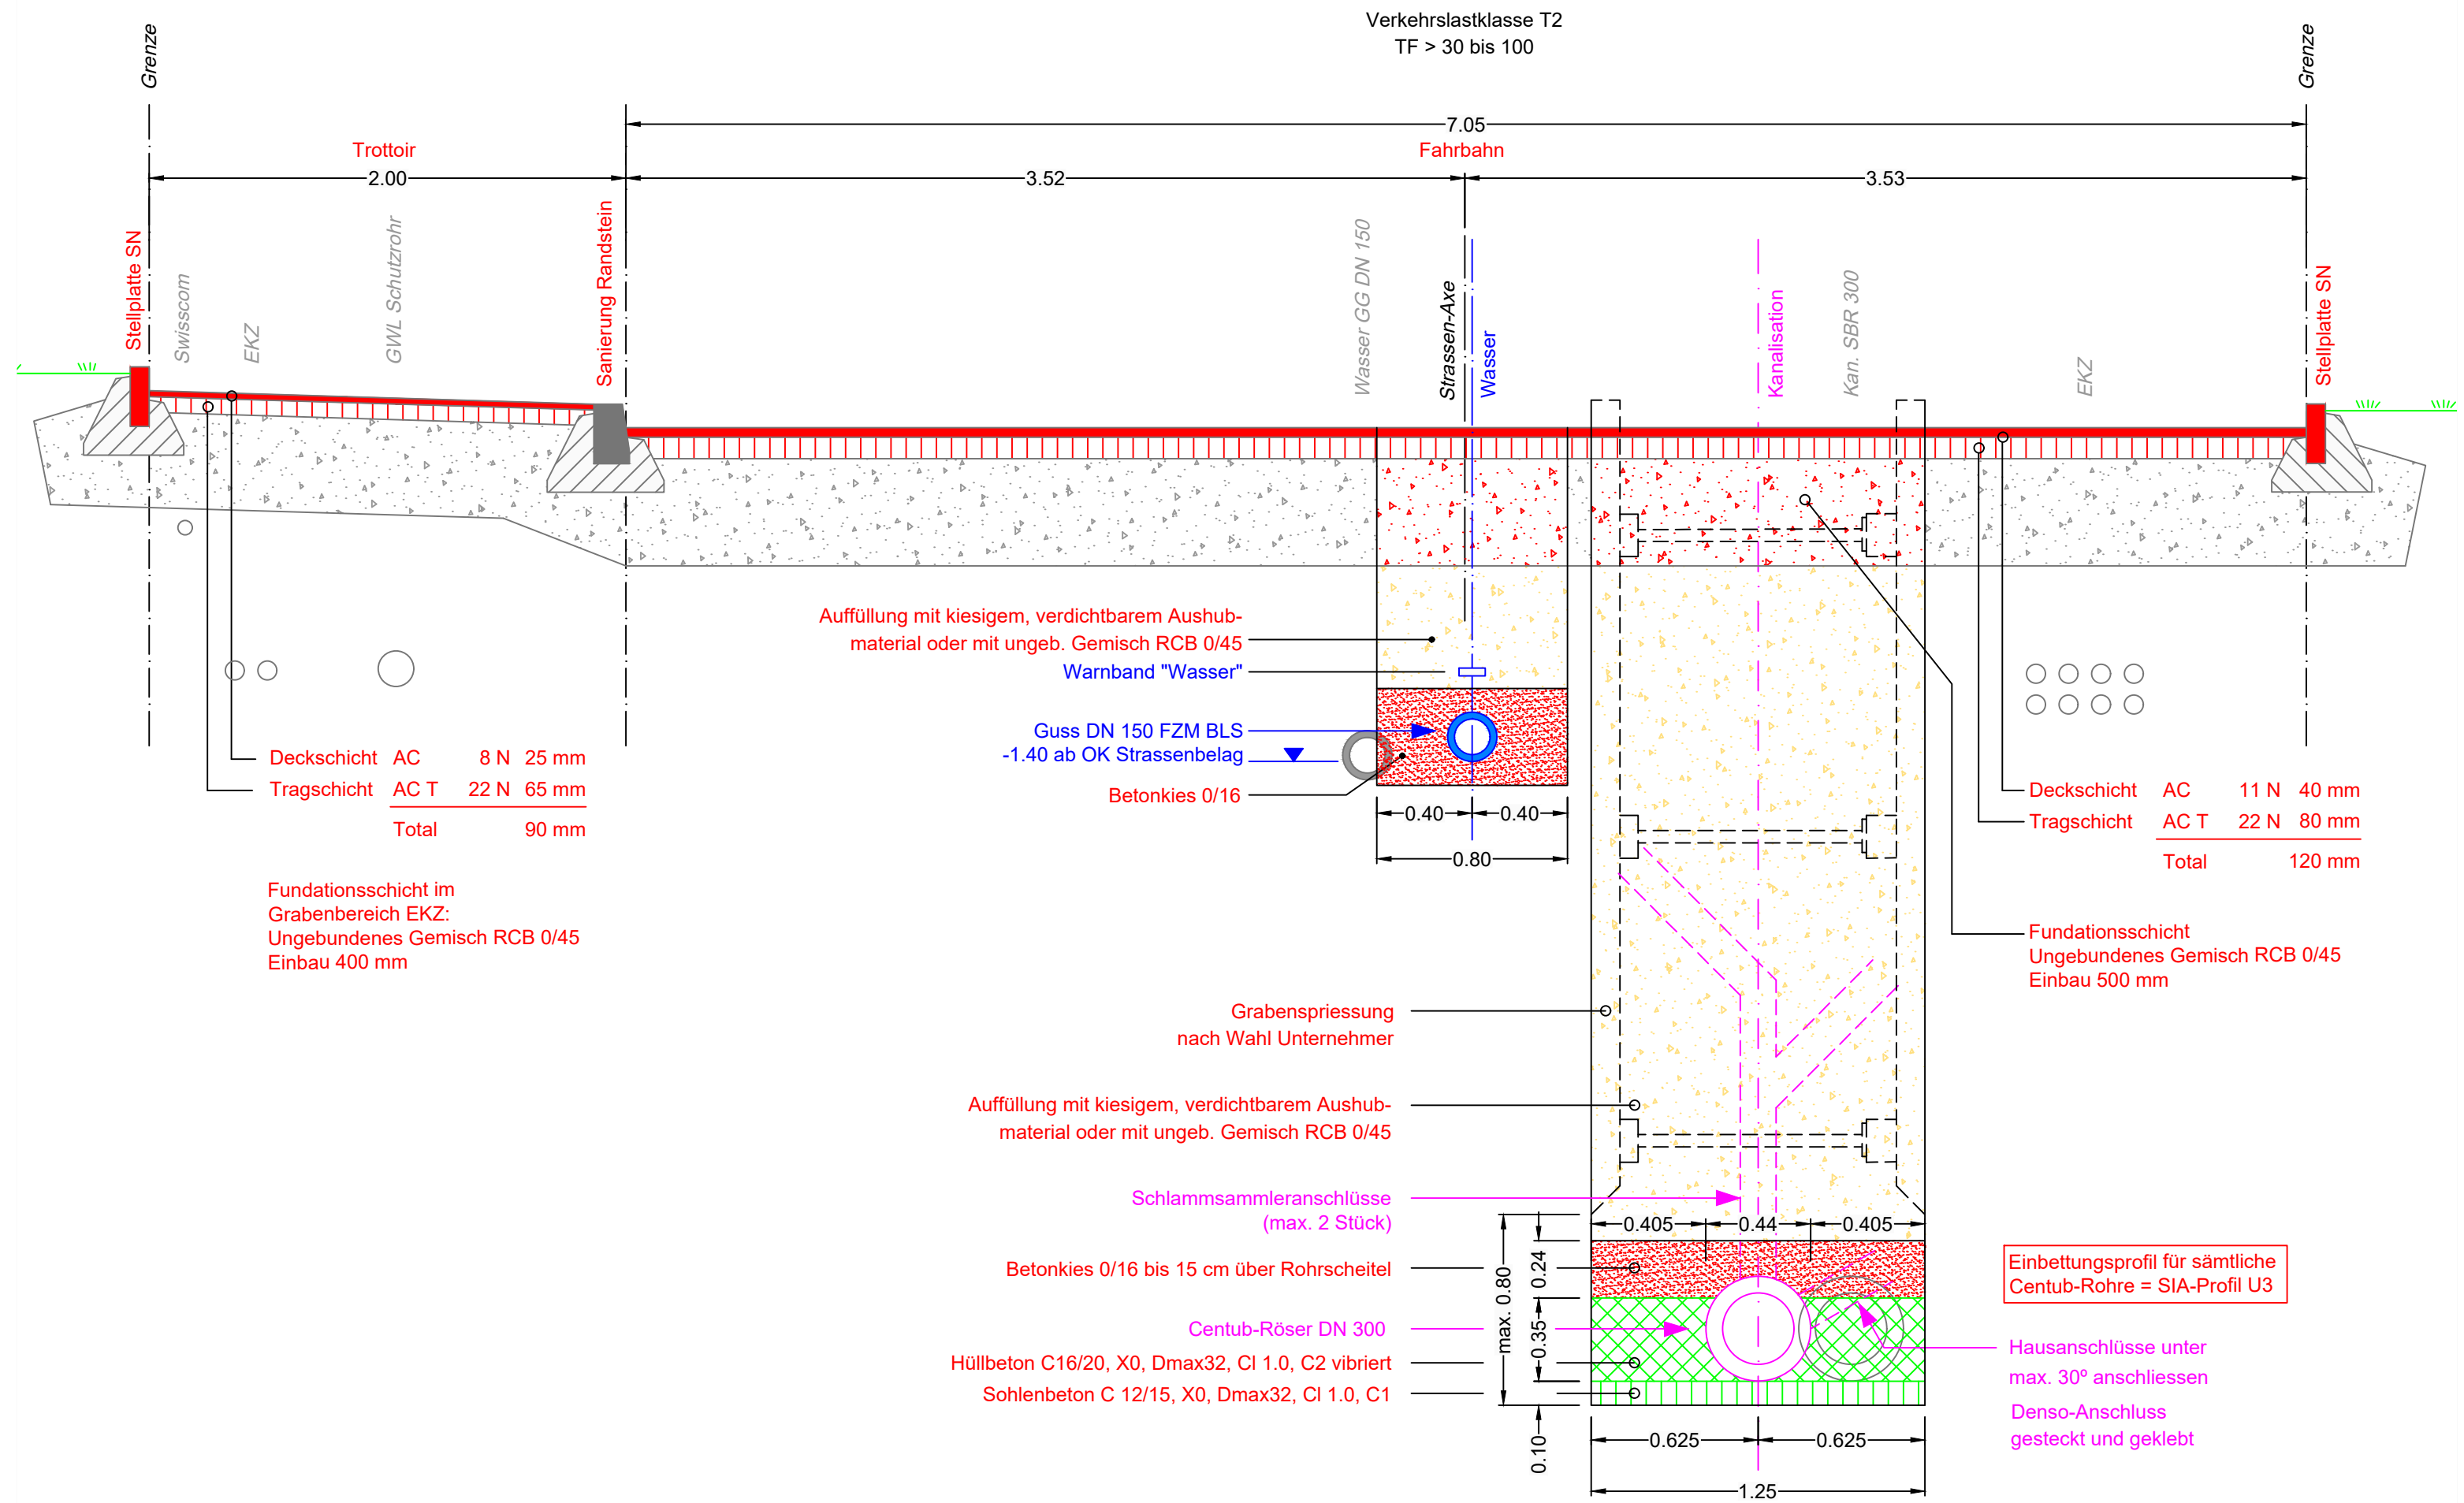 Verkehrslastklasse T2
TF > 30 bis 100
Grenze
Grenze
7.05
Trottoir
Fahrbahn
2.00
3.52
3.53
Stellplatte SN
Swisscom
EKZ
GWL Schutzrohr
Sanierung Randstein
Wasser GG DN 150
Strassen-Axe
Wasser
Kanalisation
Kan. SBR 300
EKZ
Stellplatte SN
Auffüllung mit kiesigem, verdichtbarem Aushub-
material oder mit ungeb. Gemisch RCB 0/45
Warnband "Wasser"
Guss DN 150 FZM BLS
-1.40 ab OK Strassenbelag
Betonkies 0/16
0.40
0.40
0.80
Deckschicht AC 8 N 25 mm
Tragschicht AC T 22 N 65 mm
Total 90 mm
Fundationsschicht im
Grabenbereich EKZ:
Ungebundenes Gemisch RCB 0/45
Einbau 400 mm
Deckschicht AC 11 N 40 mm
Tragschicht AC T 22 N 80 mm
Total 120 mm
Fundationsschicht
Ungebundenes Gemisch RCB 0/45
Einbau 500 mm
Grabenspriessung
nach Wahl Unternehmer
Auffüllung mit kiesigem, verdichtbarem Aushub-
material oder mit ungeb. Gemisch RCB 0/45
Schlammsammleranschlüsse
(max. 2 Stück)
0.405
0.44
0.405
Betonkies 0/16 bis 15 cm über Rohrscheitel
max. 0.80
0.24
0.35
0.10
Centub-Röser DN 300
Hüllbeton C16/20, X0, Dmax32, Cl 1.0, C2 vibriert
Sohlenbeton C 12/15, X0, Dmax32, Cl 1.0, C1
0.625
0.625
1.25
Einbettungsprofil für sämtliche
Centub-Rohre = SIA-Profil U3
Hausanschlüsse unter
max. 30º anschliessen
Denso-Anschluss
gesteckt und geklebt